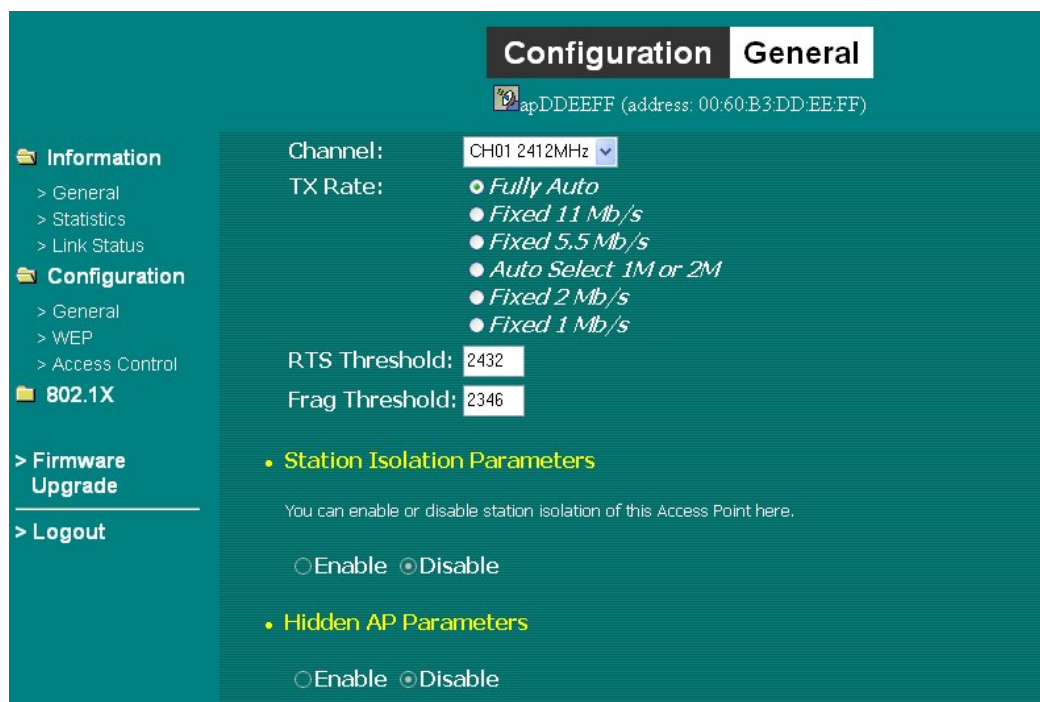 Configuration General
apDDEEFF (address: 00:60:B3:DD:EE:FF)
Information
> General
> Statistics
> Link Status
Configuration
> General
> WEP
> Access Control
802.1X
> Firmware
Upgrade
> Logout
Channel: CH01 2412MHz
TX Rate: Fully Auto
Fixed 11 Mb/s
Fixed 5.5 Mb/s
Auto Select 1M or 2M
Fixed 2 Mb/s
Fixed 1 Mb/s
RTS Threshold: 2432
Frag Threshold: 2346
• Station Isolation Parameters
You can enable or disable station isolation of this Access Point here.
Enable Disable
• Hidden AP Parameters
Enable Disable